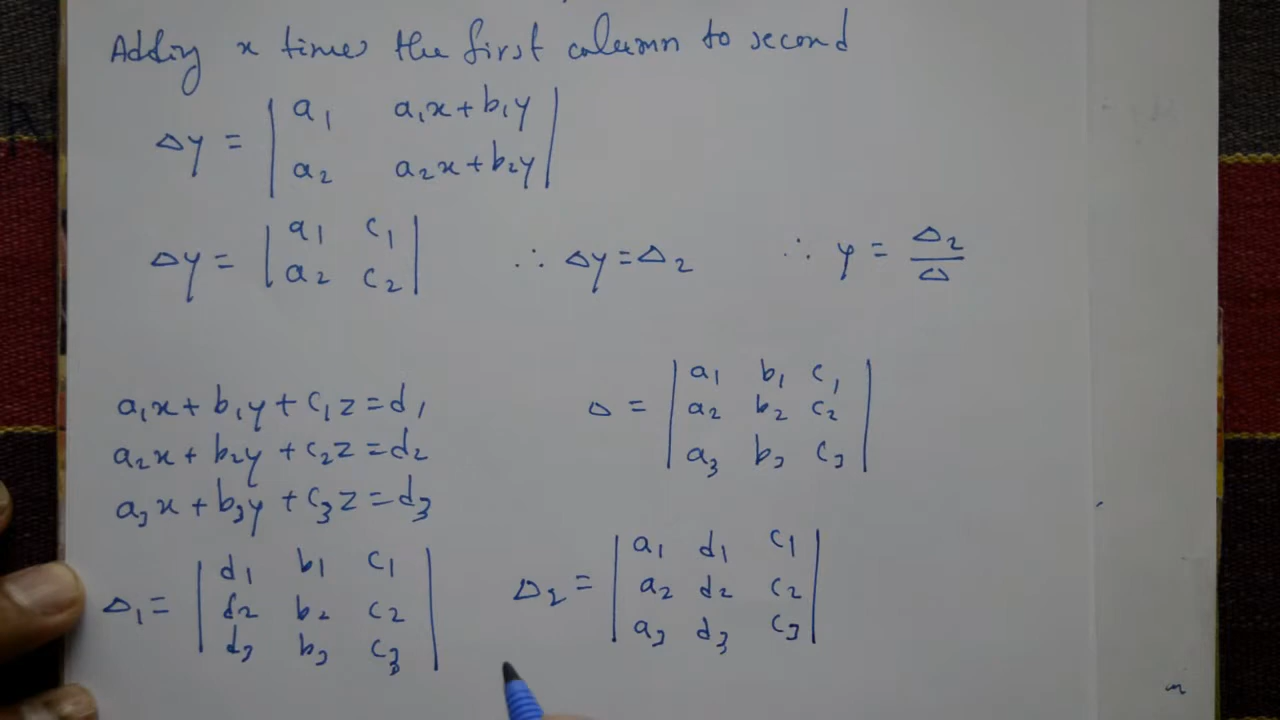 Adding x times the first column to second
Δy = | a₁ a₁x + b₁y |
| a₂ a₂x + b₂y |
Δy = | a₁ c₁ | ∴ Δy = Δ₂ ∴ y = Δ₂/Δ
| a₂ c₂ |
a₁x + b₁y + c₁z = d₁
a₂x + b₂y + c₂z = d₂
a₃x + b₃y + c₃z = d₃
Δ = | a₁ b₁ c₁ |
| a₂ b₂ c₂ |
| a₃ b₃ c₃ |
Δ₁ = | d₁ b₁ c₁ |
| d₂ b₂ c₂ |
| d₃ b₃ c₃ |
Δ₂ = | a₁ d₁ c₁ |
| a₂ d₂ c₂ |
| a₃ d₃ c₃ |